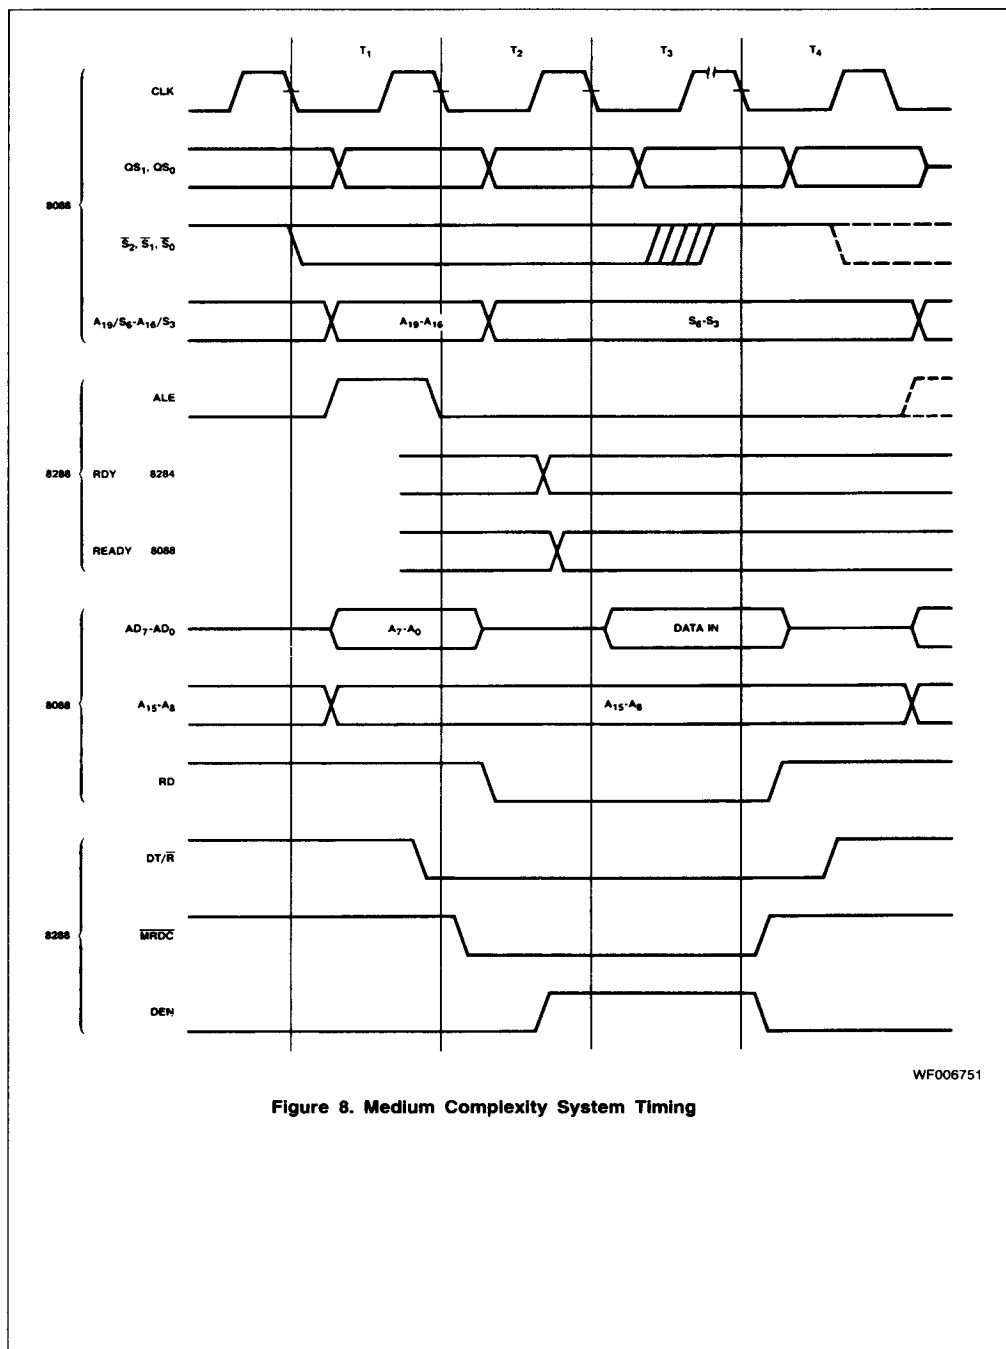 T₁ T₂ T₃ T₄
CLK
QS₁, QS₀
8088
S̅₂, S̅₁, S̅₀
A₁₉/S₆-A₁₆/S₃ A₁₉-A₁₆ S₆-S₃
ALE
8288 RDY 8284
READY 8088
AD₇-AD₀ A₇-A₀ DATA IN
8088 A₁₅-A₈ A₁₅-A₈
RD
DT/R̅
8288 M̅R̅D̅C̅
DEN
WF006751
Figure 8. Medium Complexity System Timing